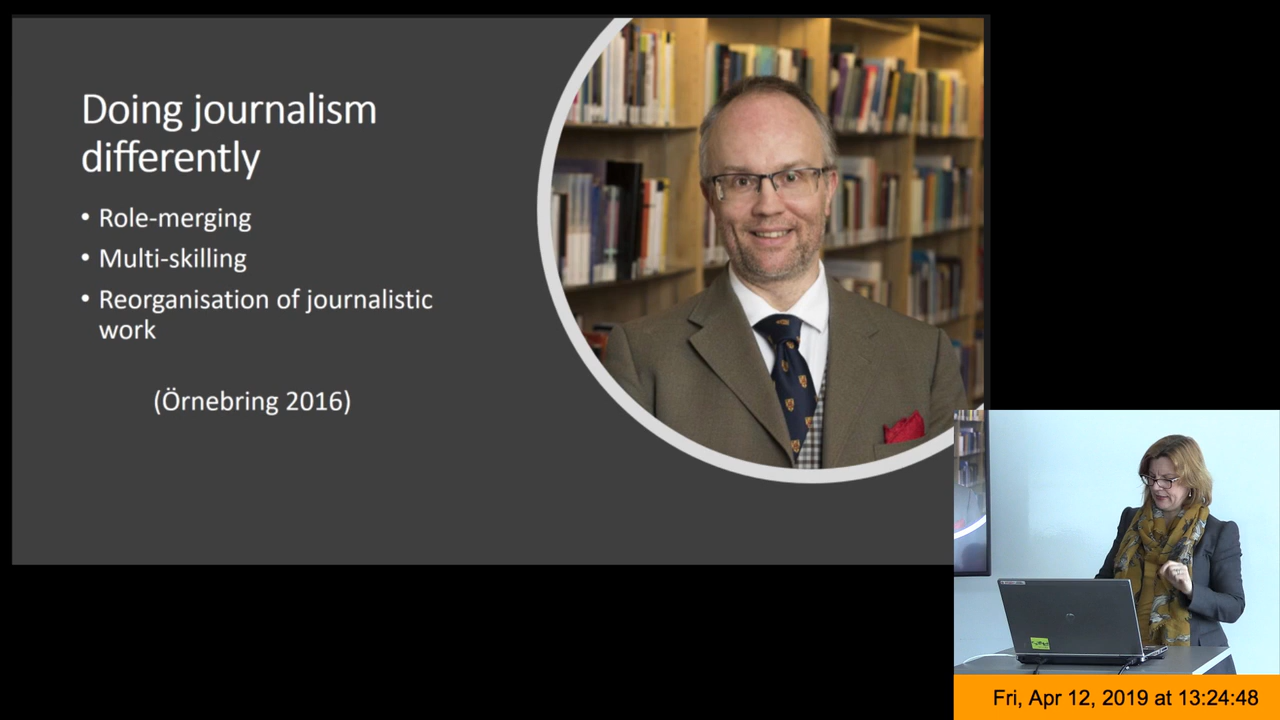 Doing journalism
differently
• Role-merging
• Multi-skilling
• Reorganisation of journalistic
work
(Örnebring 2016)
Fri, Apr 12, 2019 at 13:24:48